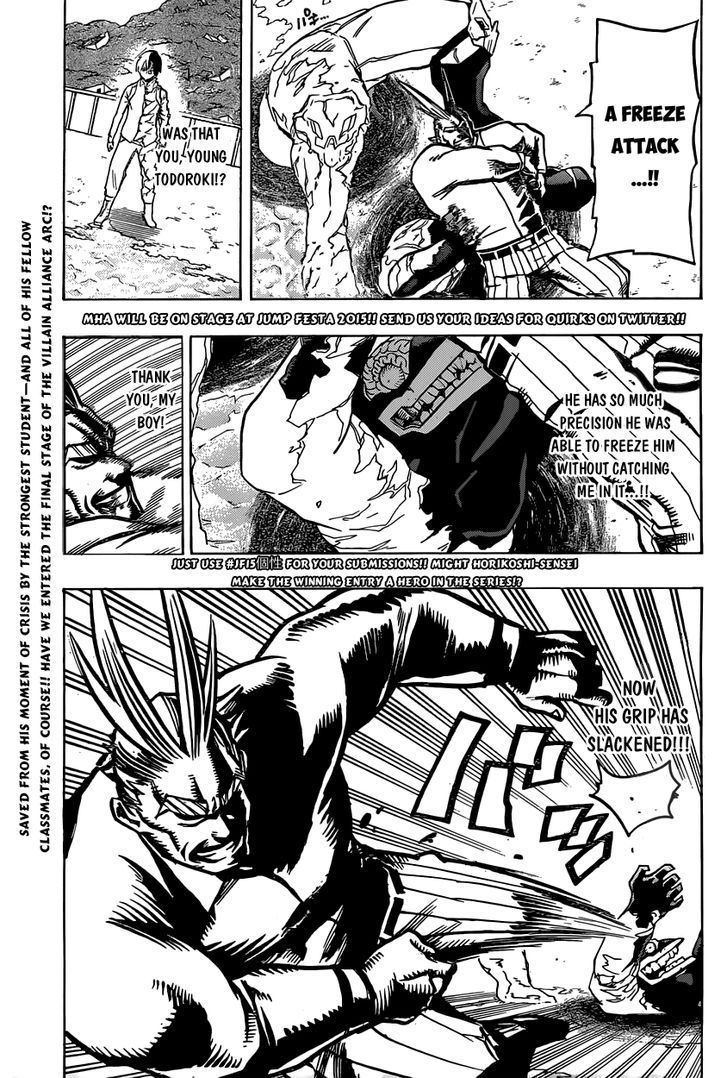 A FREEZE
ATTACK
...!!
パキ...
WAS THAT
YOU, YOUNG
TODOROKI!?
MHA WILL BE ON STAGE AT JUMP FESTA 2015!! SEND US YOUR IDEAS FOR QUIRKS ON TWITTER!!
HE HAS SO MUCH
PRECISION HE WAS
ABLE TO FREEZE HIM
WITHOUT CATCHING
ME IN IT...!!
THANK
YOU, MY
BOY!
JUST USE #JF15個性 FOR YOUR SUBMISSIONS!! MIGHT HORIKOSHI-SENSEI
MAKE THE WINNING ENTRY A HERO IN THE SERIES!?
NOW
HIS GRIP HAS
SLACKENED!!!
バッ
SAVED FROM HIS MOMENT OF CRISIS BY THE STRONGEST STUDENT—AND ALL OF HIS FELLOW
CLASSMATES, OF COURSE!! HAVE WE ENTERED THE FINAL STAGE OF THE VILLAIN ALLIANCE ARC!?